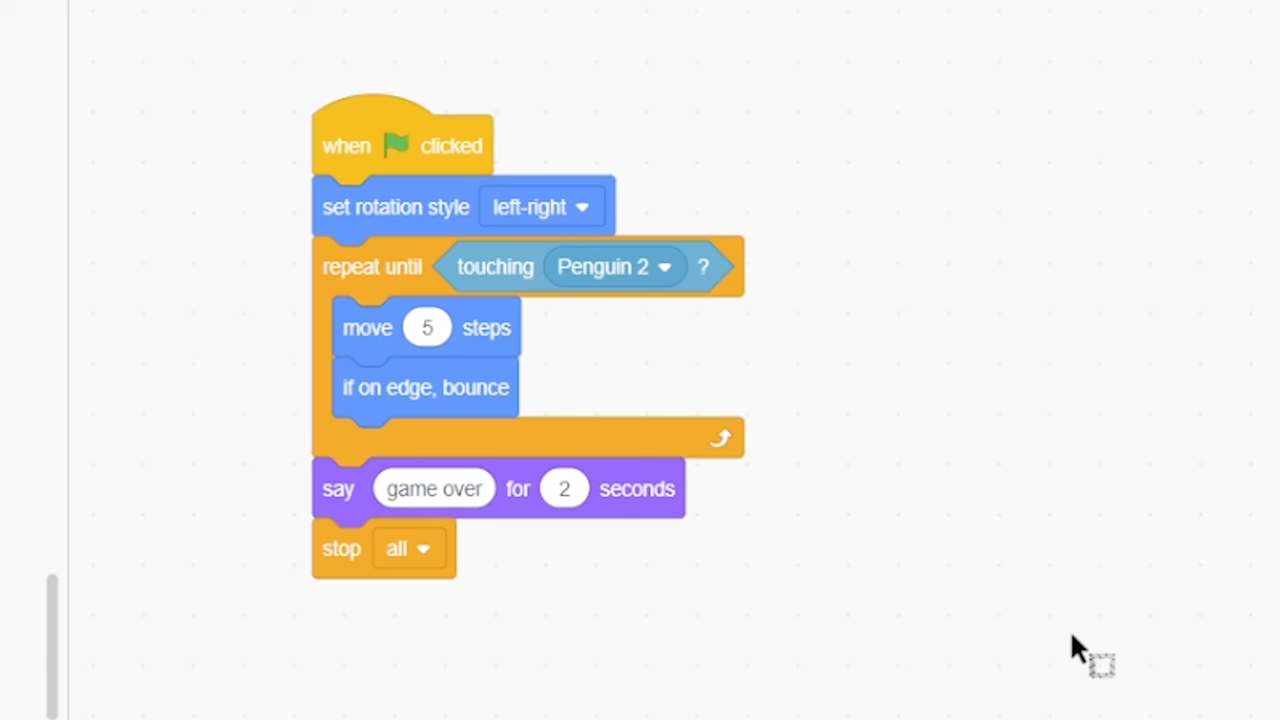 when clicked
set rotation style left-right
repeat until touching Penguin 2 ?
move 5 steps
if on edge, bounce
say game over for 2 seconds
stop all